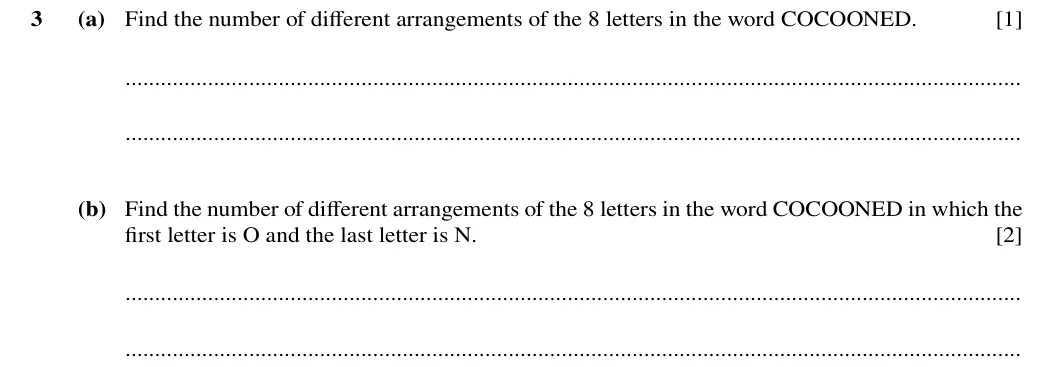 3 (a) Find the number of different arrangements of the 8 letters in the word COCOONED. [1]
................................................................................
................................................................................
(b) Find the number of different arrangements of the 8 letters in the word COCOONED in which the
first letter is O and the last letter is N. [2]
................................................................................
................................................................................